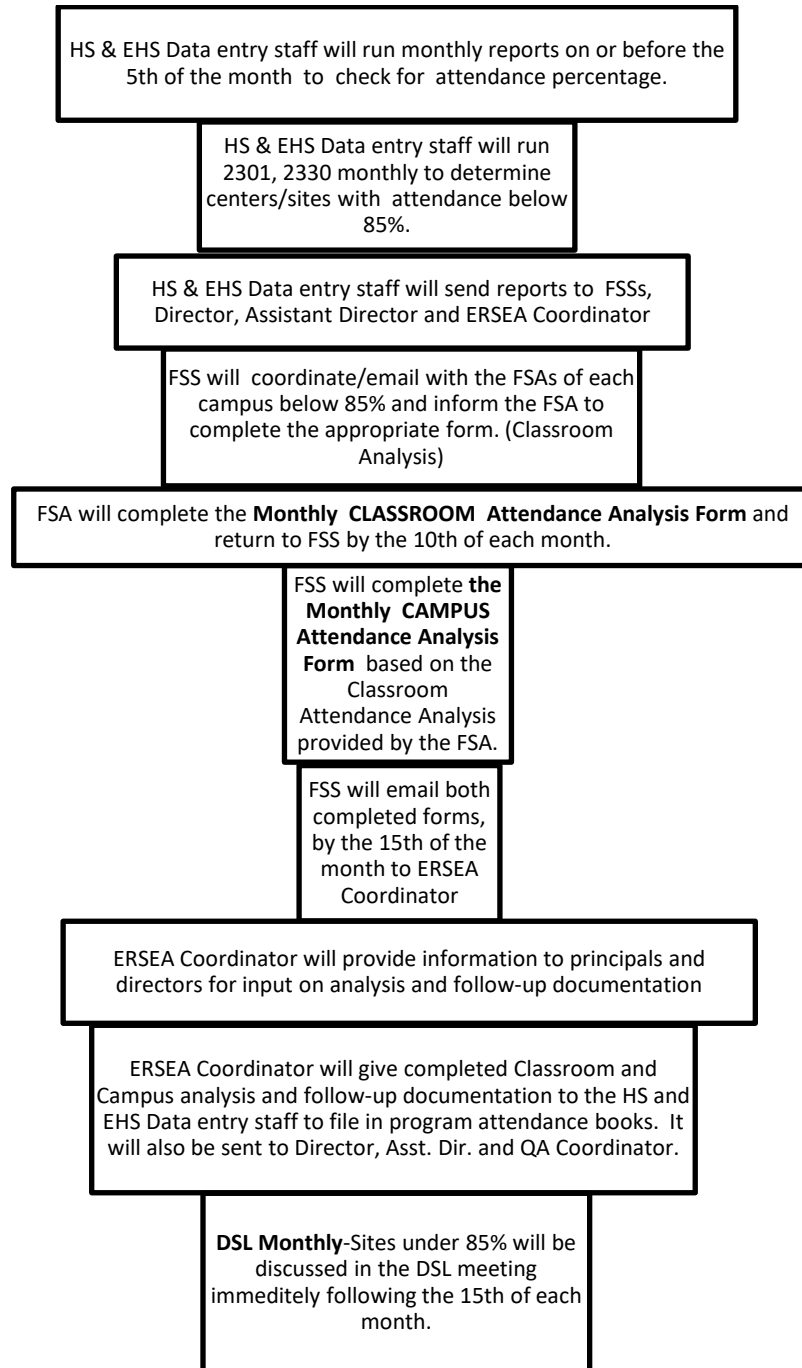 HS & EHS Data entry staff will run monthly reports on or before the
5th of the month to check for attendance percentage.
HS & EHS Data entry staff will run
2301, 2330 monthly to determine
centers/sites with attendance below
85%.
HS & EHS Data entry staff will send reports to FSSs,
Director, Assistant Director and ERSEA Coordinator
FSS will coordinate/email with the FSAs of each
campus below 85% and inform the FSA to
complete the appropriate form. (Classroom
Analysis)
FSA will complete the Monthly CLASSROOM Attendance Analysis Form and
return to FSS by the 10th of each month.
FSS will complete the
Monthly CAMPUS
Attendance Analysis
Form based on the
Classroom
Attendance Analysis
provided by the FSA.
FSS will email both
completed forms,
by the 15th of the
month to ERSEA
Coordinator
ERSEA Coordinator will provide information to principals and
directors for input on analysis and follow-up documentation
ERSEA Coordinator will give completed Classroom and
Campus analysis and follow-up documentation to the HS and
EHS Data entry staff to file in program attendance books. It
will also be sent to Director, Asst. Dir. and QA Coordinator.
DSL Monthly-Sites under 85% will be
discussed in the DSL meeting
immeditely following the 15th of each
month.